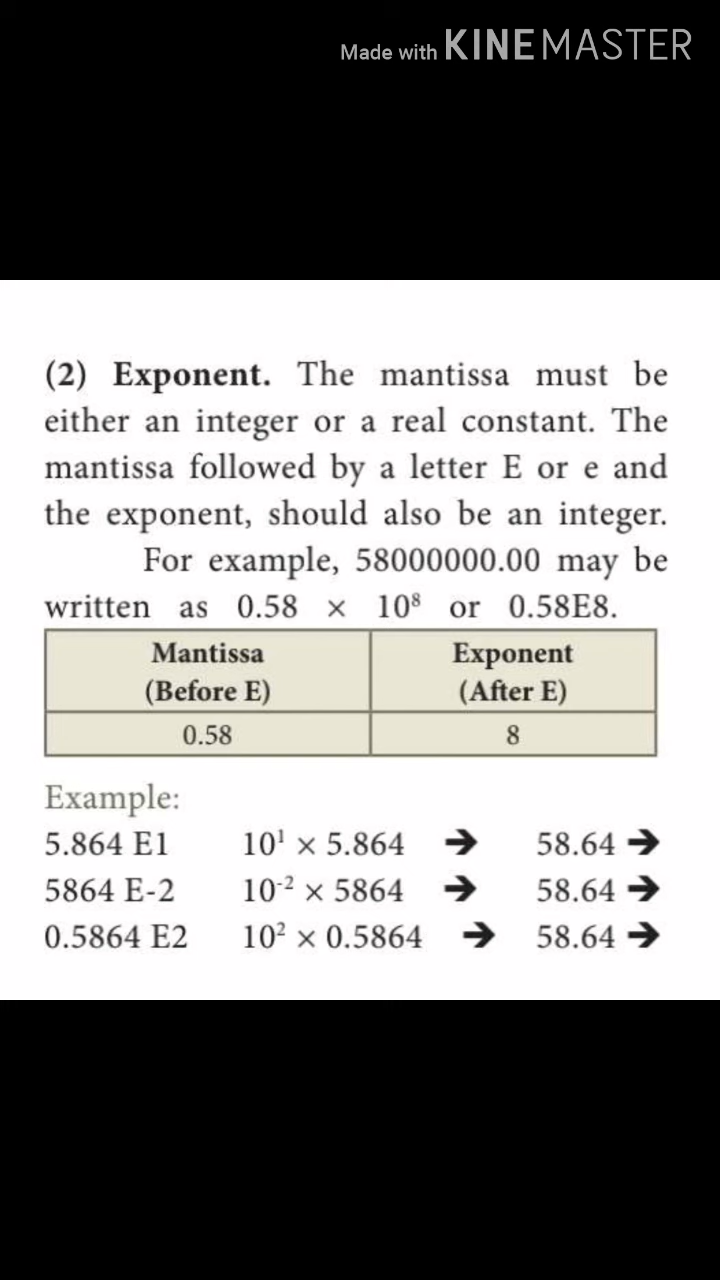 Made with KINEMASTER
(2) Exponent. The mantissa must be
either an integer or a real constant. The
mantissa followed by a letter E or e and
the exponent, should also be an integer.
For example, 58000000.00 may be
written as 0.58 × 10⁸ or 0.58E8.
Mantissa Exponent
(Before E) (After E)
0.58 8
Example:
5.864 E1 10¹ × 5.864 ➔ 58.64 ➔
5864 E-2 10⁻² × 5864 ➔ 58.64 ➔
0.5864 E2 10² × 0.5864 ➔ 58.64 ➔